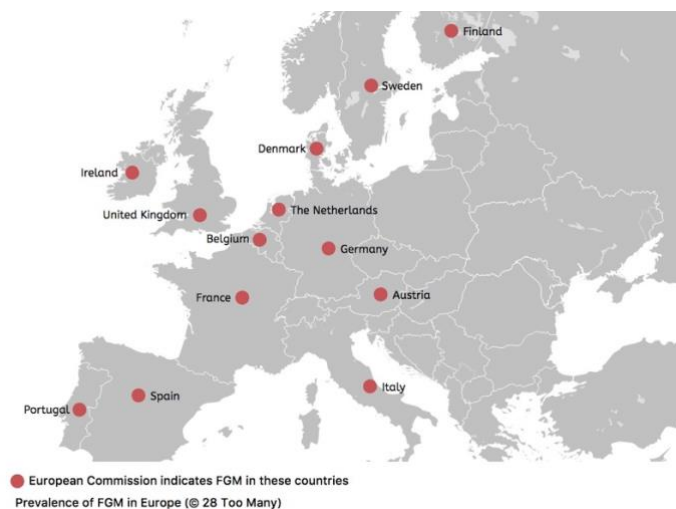 Finland
Sweden
Denmark
Ireland
United Kingdom
The Netherlands
Belgium
Germany
France
Austria
Italy
Spain
Portugal
European Commission indicates FGM in these countries
Prevalence of FGM in Europe (© 28 Too Many)